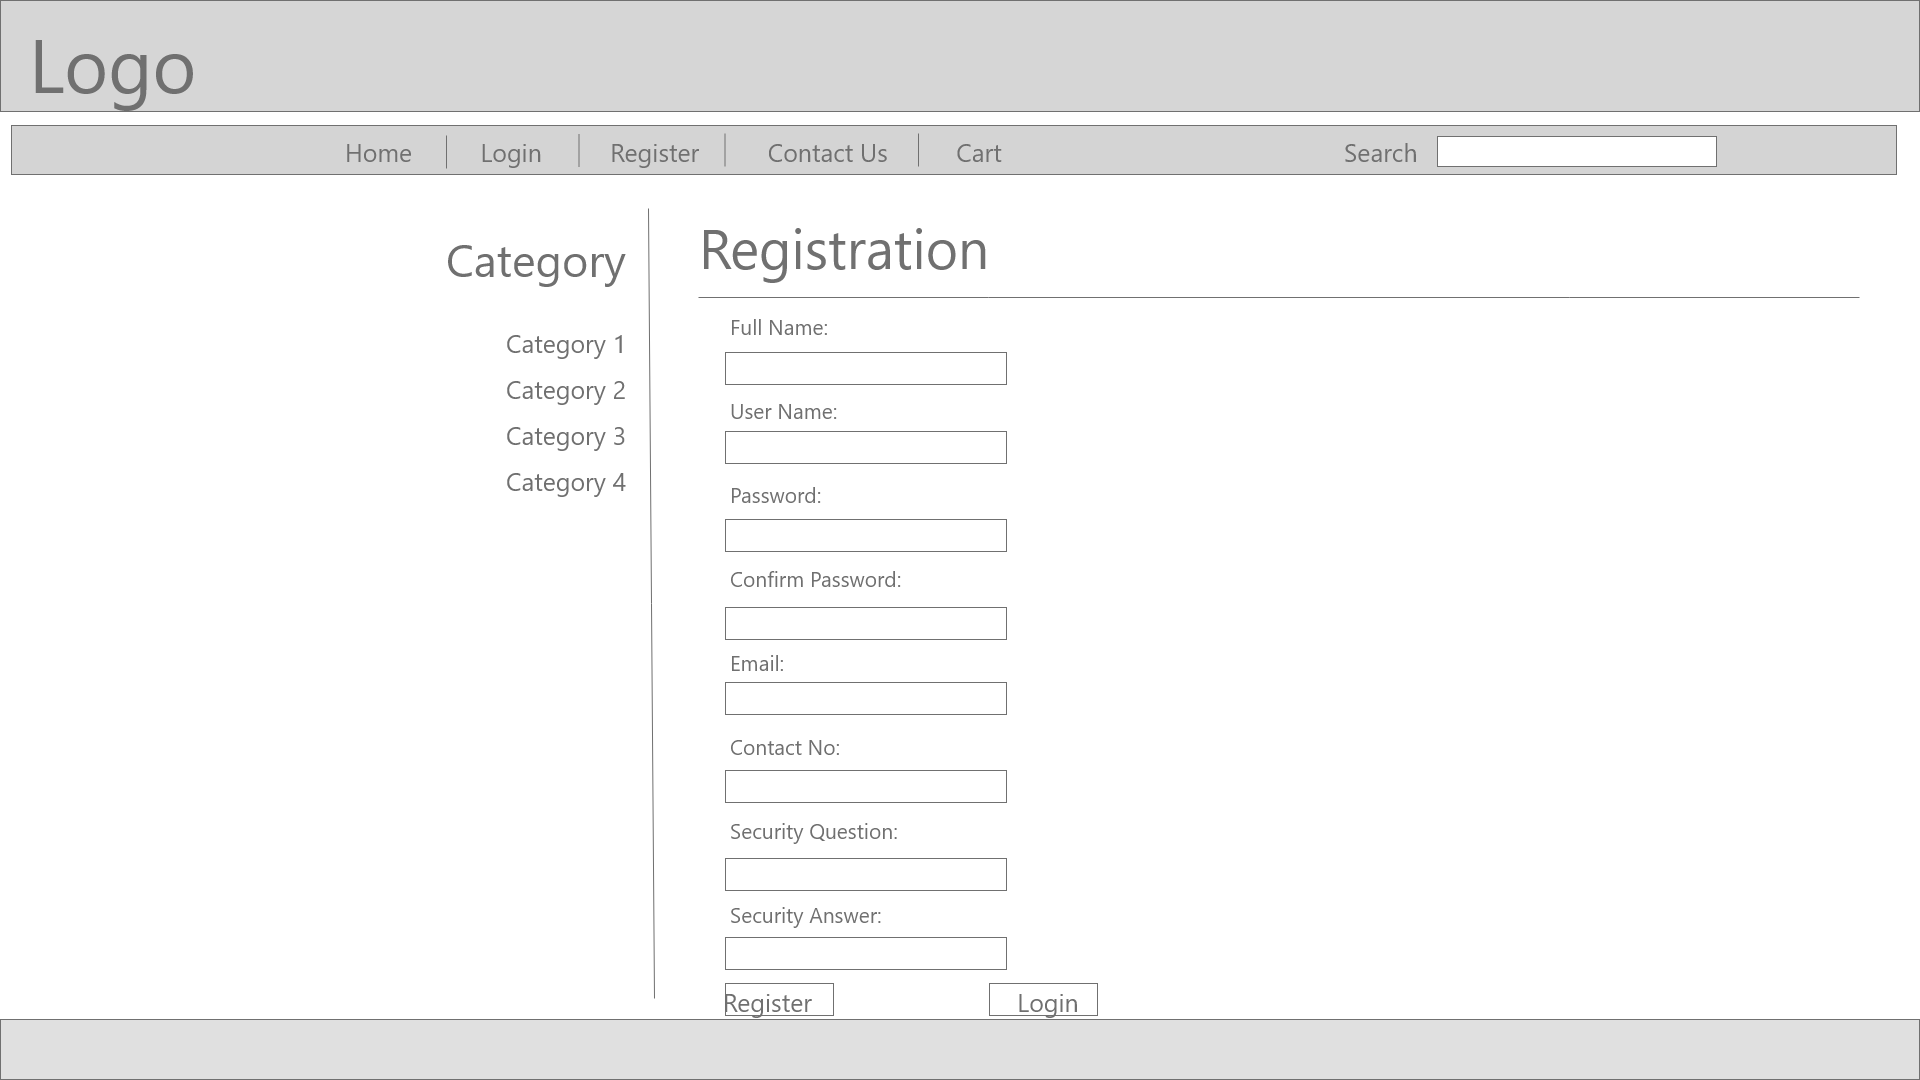 Logo
Home Login Register Contact Us Cart Search
Category
Category 1
Category 2
Category 3
Category 4
Registration
Full Name:
User Name:
Password:
Confirm Password:
Email:
Contact No:
Security Question:
Security Answer:
Register Login